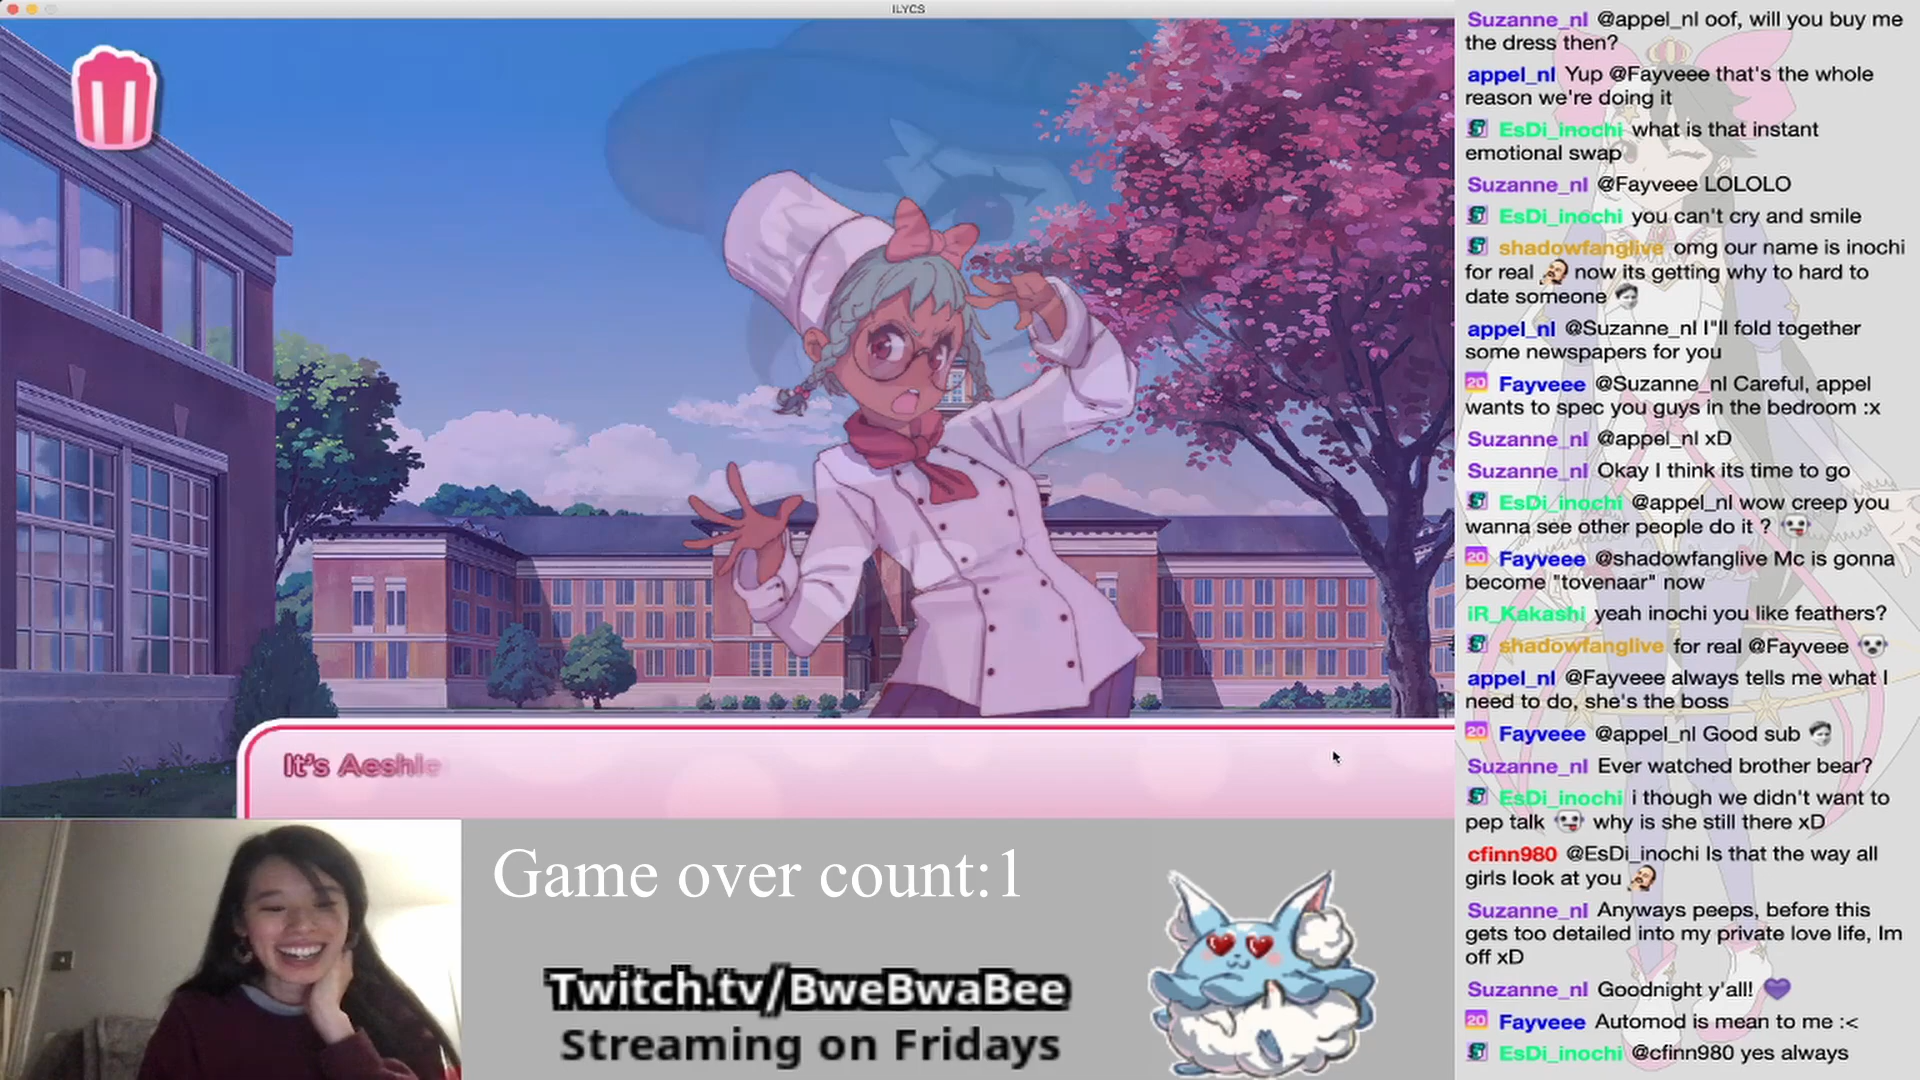 ILYCS
It's Aeshle
Game over count:1
Twitch.tv/BweBwaBee
Streaming on Fridays
Suzanne_nl @appel_nl oof, will you buy me
the dress then?
appel_nl Yup @Fayveee that's the whole
reason we're doing it
EsDi_inochi what is that instant
emotional swap
Suzanne_nl @Fayveee LOLOLO
EsDi_inochi you can't cry and smile
shadowfanglive omg our name is inochi
for real now its getting why to hard to
date someone
appel_nl @Suzanne_nl I"ll fold together
some newspapers for you
20 Fayveee @Suzanne_nl Careful, appel
wants to spec you guys in the bedroom :x
Suzanne_nl @appel_nl xD
Suzanne_nl Okay I think its time to go
EsDi_inochi @appel_nl wow creep you
wanna see other people do it ?
20 Fayveee @shadowfanglive Mc is gonna
become "tovenaar" now
iR_Kakashi yeah inochi you like feathers?
shadowfanglive for real @Fayveee
appel_nl @Fayveee always tells me what I
need to do, she's the boss
20 Fayveee @appel_nl Good sub
Suzanne_nl Ever watched brother bear?
EsDi_inochi i though we didn't want to
pep talk why is she still there xD
cfinn980 @EsDi_inochi Is that the way all
girls look at you
Suzanne_nl Anyways peeps, before this
gets too detailed into my private love life, Im
off xD
Suzanne_nl Goodnight y'all!
20 Fayveee Automod is mean to me :<
EsDi_inochi @cfinn980 yes always